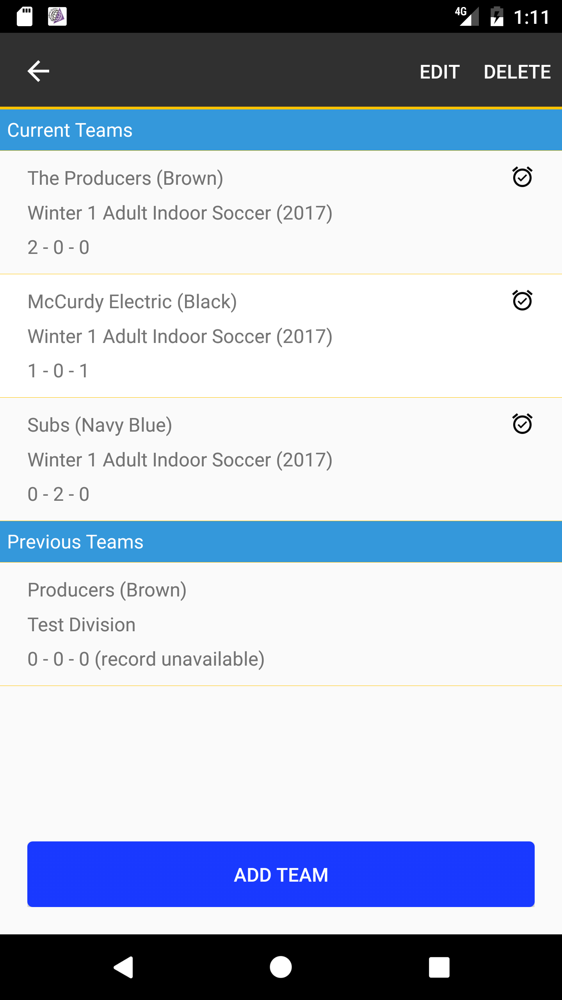 4G 1:11
EDIT DELETE
Current Teams
The Producers (Brown)
Winter 1 Adult Indoor Soccer (2017)
2 - 0 - 0
McCurdy Electric (Black)
Winter 1 Adult Indoor Soccer (2017)
1 - 0 - 1
Subs (Navy Blue)
Winter 1 Adult Indoor Soccer (2017)
0 - 2 - 0
Previous Teams
Producers (Brown)
Test Division
0 - 0 - 0 (record unavailable)
ADD TEAM